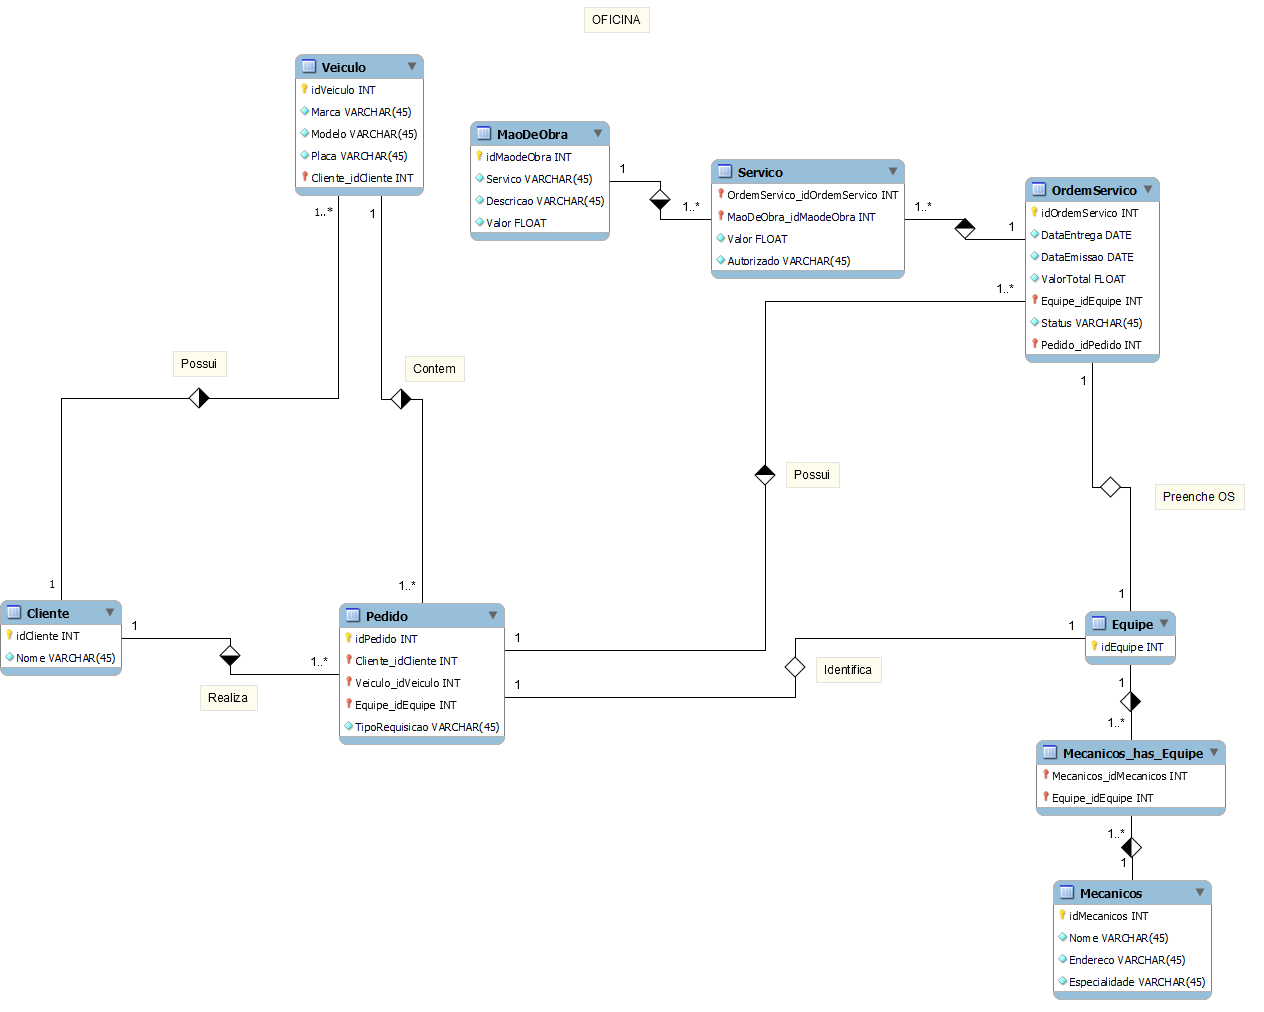 OFICINA
Veiculo
idVeiculo INT
Marca VARCHAR(45)
Modelo VARCHAR(45)
Placa VARCHAR(45)
Cliente_idCliente INT
1..*
1
MaoDeObra
idMaodeObra INT
Servico VARCHAR(45)
Descricao VARCHAR(45)
Valor FLOAT
1
1..*
Servico
OrdemServico_idOrdemServico INT
MaoDeObra_idMaodeObra INT
Valor FLOAT
Autorizado VARCHAR(45)
1..*
1
OrdemServico
idOrdemServico INT
DataEntrega DATE
DataEmissao DATE
ValorTotal FLOAT
Equipe_idEquipe INT
Status VARCHAR(45)
Pedido_idPedido INT
1..*
1
Possui
Contem
Possui
Preenche OS
1
1..*
1
Cliente
idCliente INT
Nome VARCHAR(45)
1
1..*
Realiza
Pedido
idPedido INT
Cliente_idCliente INT
Veiculo_idVeiculo INT
Equipe_idEquipe INT
TipoRequisicao VARCHAR(45)
1
1
Identifica
1
Equipe
idEquipe INT
1
1..*
Mecanicos_has_Equipe
Mecanicos_idMecanicos INT
Equipe_idEquipe INT
1..*
1
Mecanicos
idMecanicos INT
Nome VARCHAR(45)
Endereco VARCHAR(45)
Especialidade VARCHAR(45)